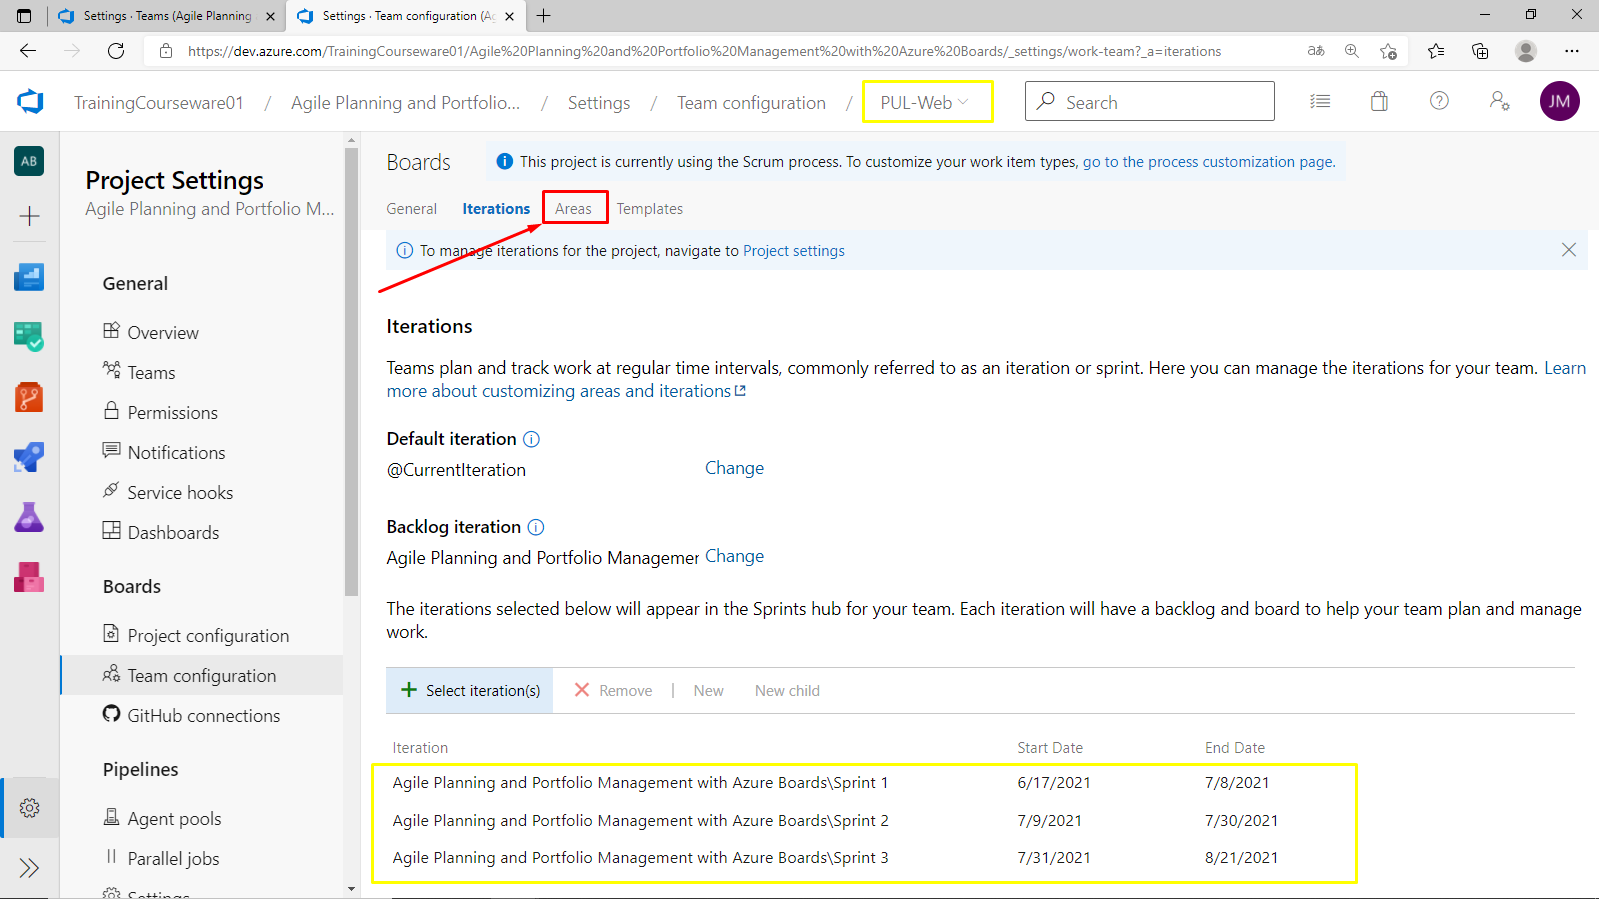 Settings · Teams (Agile Planning
Settings · Team configuration (Ag
https://dev.azure.com/TrainingCourseware01/Agile%20Planning%20and%20Portfolio%20Management%20with%20Azure%20Boards/_settings/work-team?_a=iterations
aあ
TrainingCourseware01 / Agile Planning and Portfolio... / Settings / Team configuration / PUL-Web
Search
JM
AB
Project Settings
Agile Planning and Portfolio M...
General
Overview
Teams
Permissions
Notifications
Service hooks
Dashboards
Boards
Project configuration
Team configuration
GitHub connections
Pipelines
Agent pools
Parallel jobs
Settings
Boards
This project is currently using the Scrum process. To customize your work item types, go to the process customization page.
General Iterations Areas Templates
To manage iterations for the project, navigate to Project settings
Iterations
Teams plan and track work at regular time intervals, commonly referred to as an iteration or sprint. Here you can manage the iterations for your team. Learn
more about customizing areas and iterations
Default iteration
@CurrentIteration Change
Backlog iteration
Agile Planning and Portfolio Managemer Change
The iterations selected below will appear in the Sprints hub for your team. Each iteration will have a backlog and board to help your team plan and manage
work.
Select iteration(s) Remove | New New child
Iteration Start Date End Date
Agile Planning and Portfolio Management with Azure Boards\Sprint 1 6/17/2021 7/8/2021
Agile Planning and Portfolio Management with Azure Boards\Sprint 2 7/9/2021 7/30/2021
Agile Planning and Portfolio Management with Azure Boards\Sprint 3 7/31/2021 8/21/2021